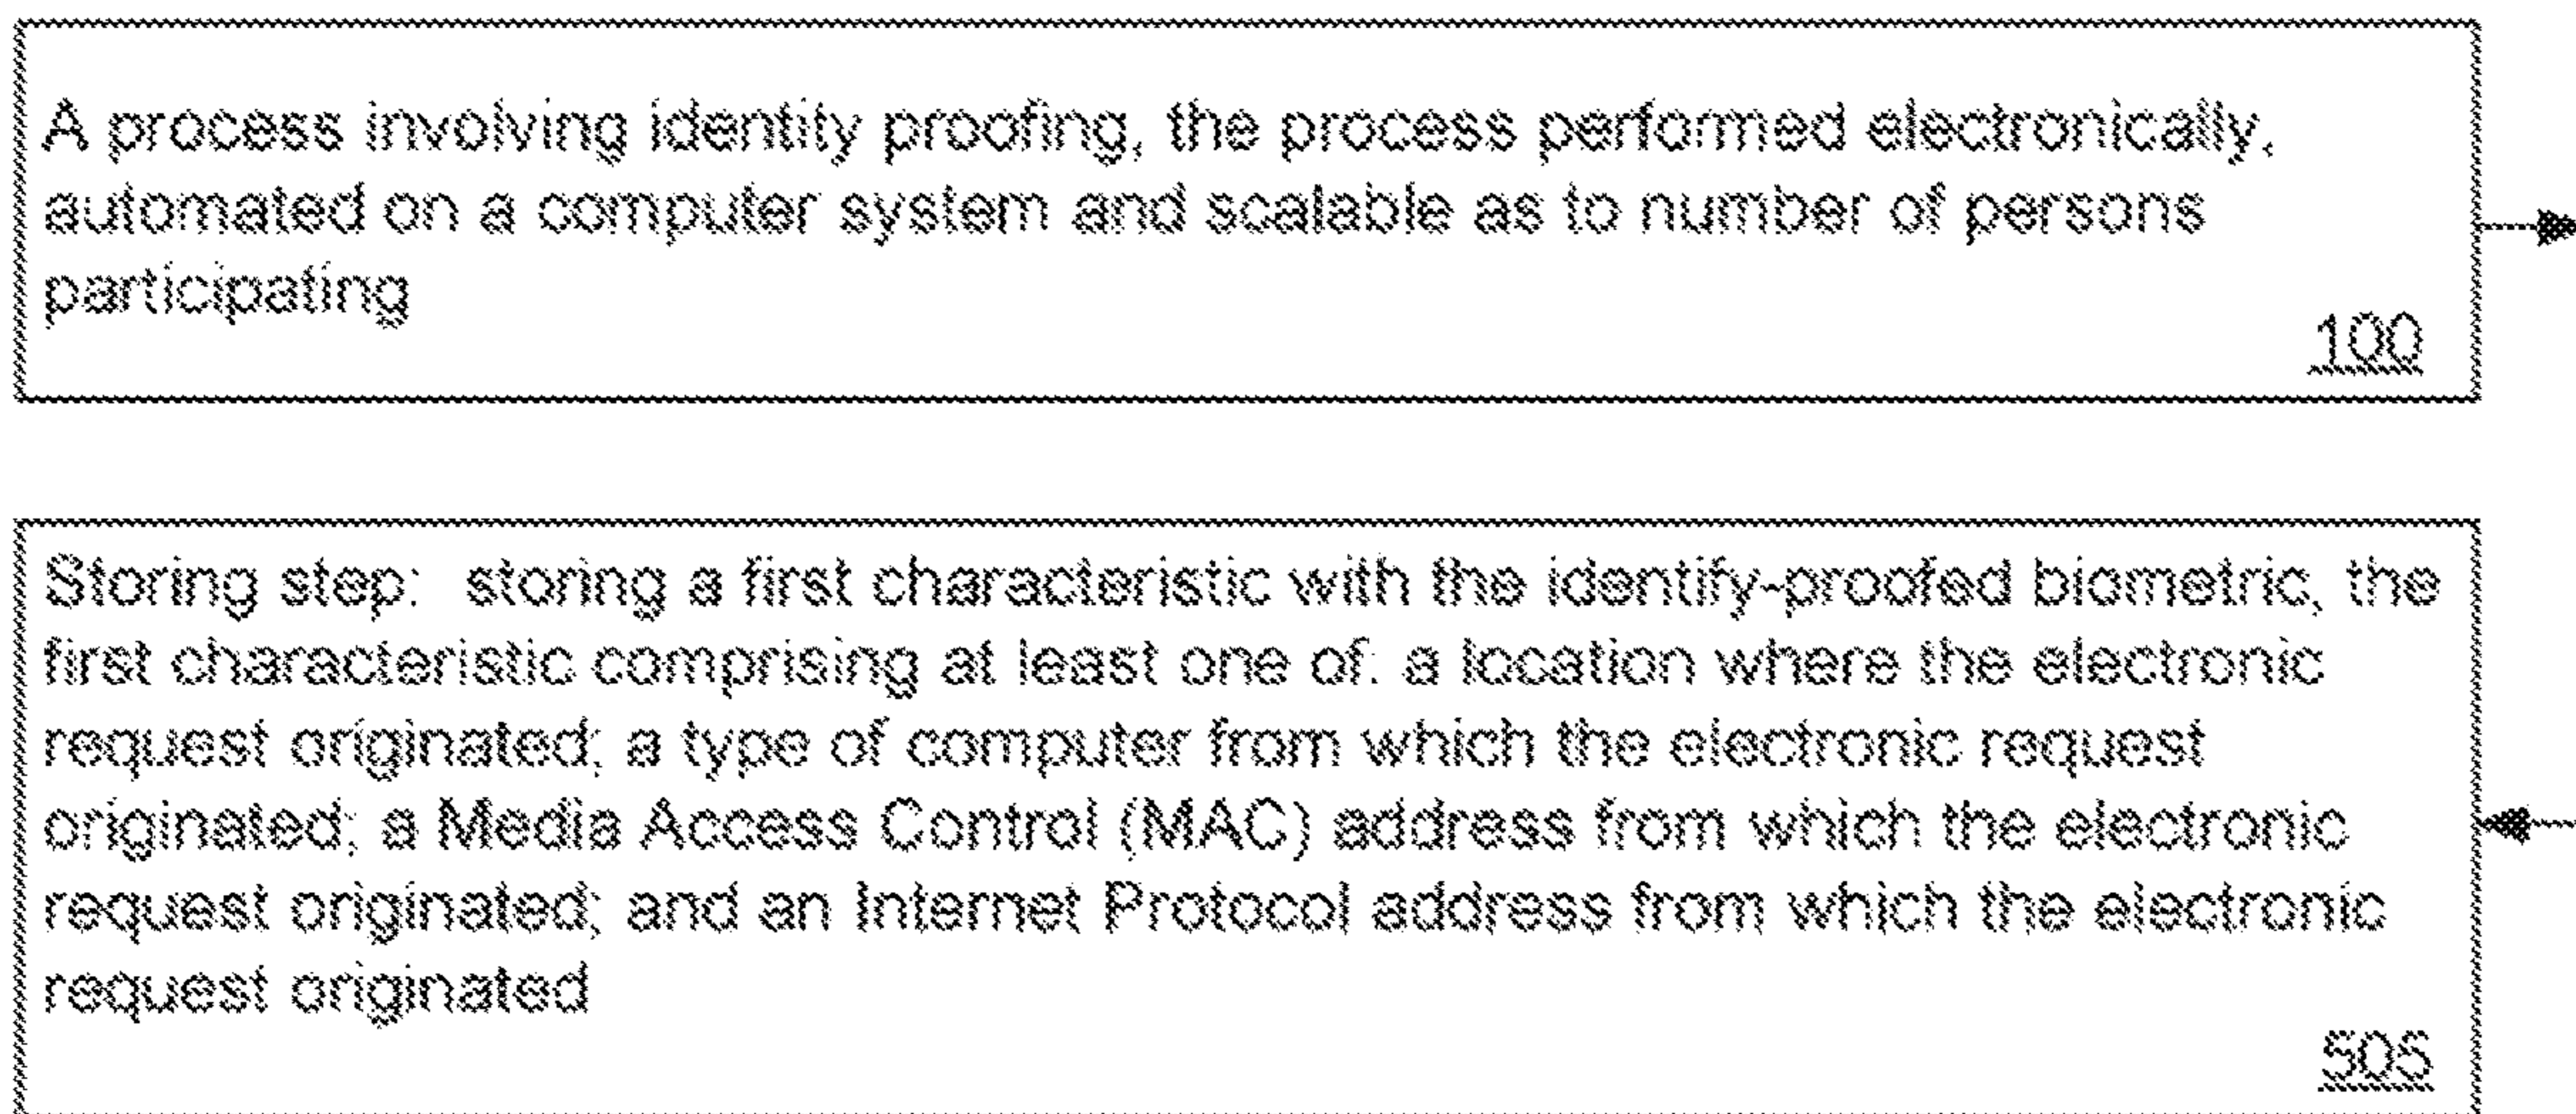 A process involving identity proofing, the process performed electronically,
automated on a computer system and scalable as to number of persons
participating
100
Storing step: storing a first characteristic with the identify-proofed biometric, the
first characteristic comprising at least one of: a location where the electronic
request originated; a type of computer from which the electronic request
originated; a Media Access Control (MAC) address from which the electronic
request originated; and an Internet Protocol address from which the electronic
request originated
505